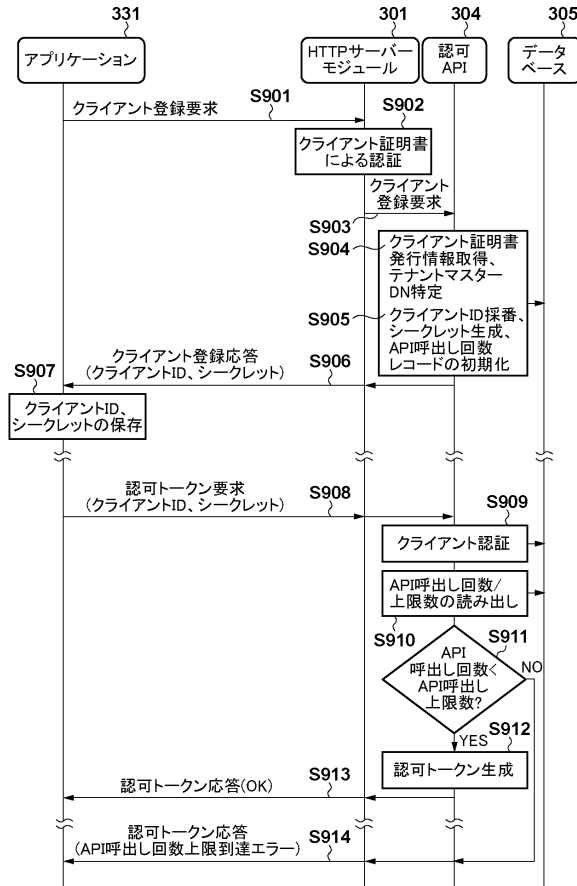 331
301
304
305
アプリケーション
HTTPサーバー
モジュール
認可
API
データ
ベース
クライアント登録要求
S901
S902
クライアント証明書
による認証
クライアント
登録要求
S903
S904
クライアント証明書
発行情報取得、
テナントマスター
DN特定
S905
クライアントID採番、
シークレット生成、
API呼出し回数
レコードの初期化
クライアント登録応答
(クライアントID、シークレット)
S906
S907
クライアントID、
シークレットの保存
認可トークン要求
(クライアントID、シークレット)
S908
S909
クライアント認証
API呼出し回数/
上限数の読み出し
S910
S911
API
呼出し回数<
API呼出し
上限数?
NO
YES
S912
認可トークン生成
認可トークン応答(OK)
S913
認可トークン応答
(API呼出し回数上限到達エラー)
S914